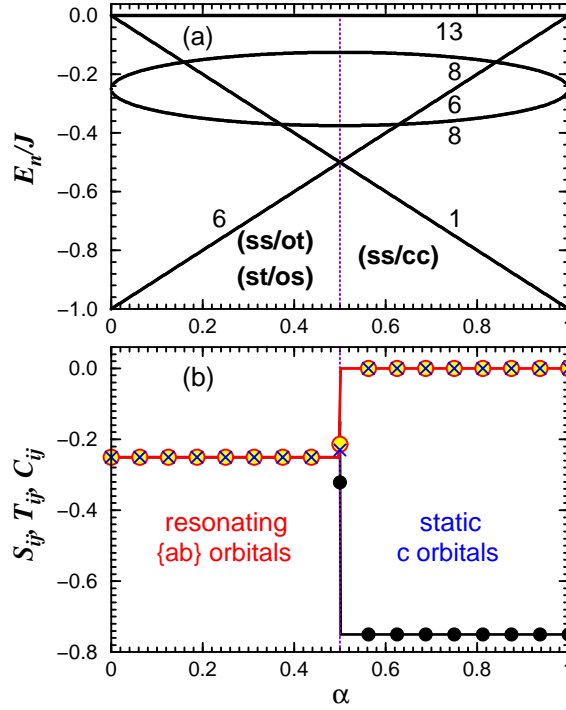 0.0
(a)
13
8
−0.2
6
8
−0.4
E_n/J
−0.6
6
1
(ss/ot)
(ss/cc)
(st/os)
−0.8
−1.0
0
0.2
0.4
0.6
0.8
1
0.0
(b)
−0.2
S_ij, T_ij, C_ij
−0.4
resonating
{ab} orbitals
static
c orbitals
−0.6
−0.8
0
0.2
0.4
0.6
0.8
1
α